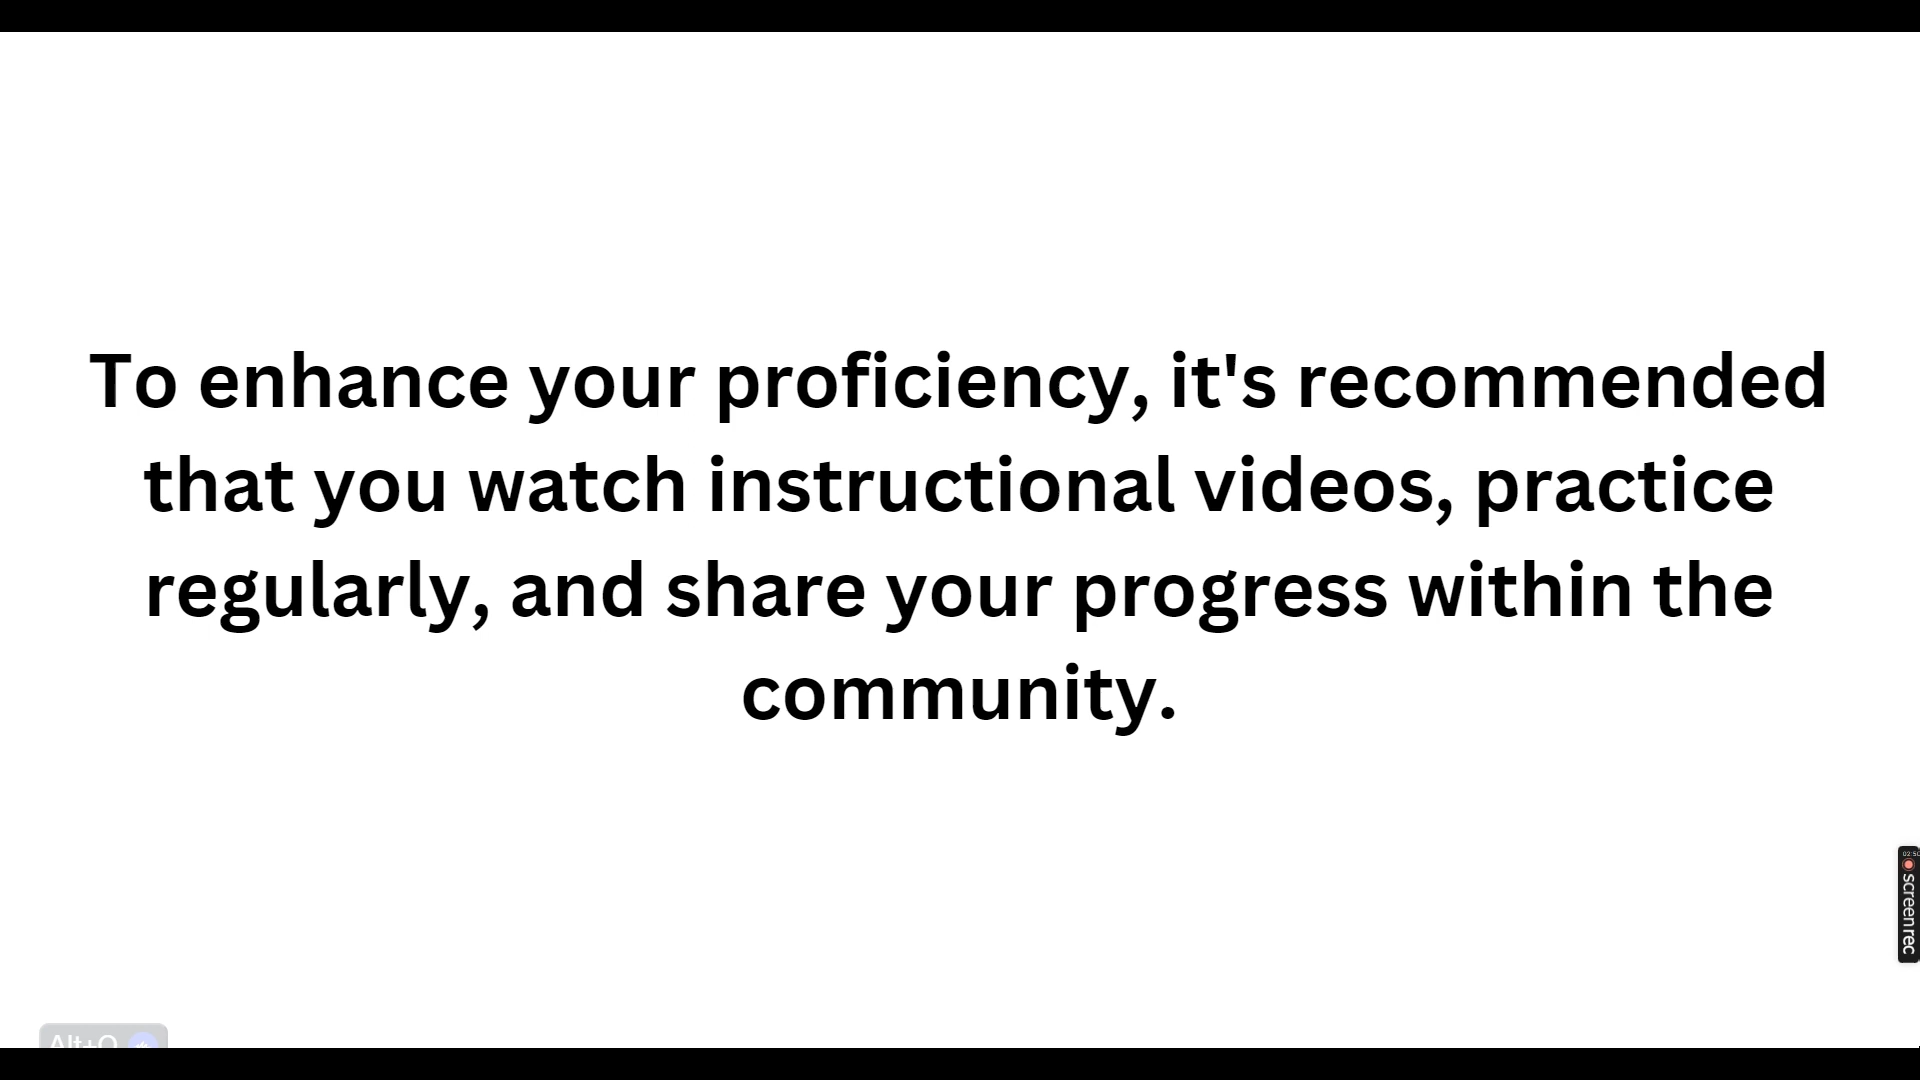 To enhance your proficiency, it's recommended
that you watch instructional videos, practice
regularly, and share your progress within the
community.
screenrec